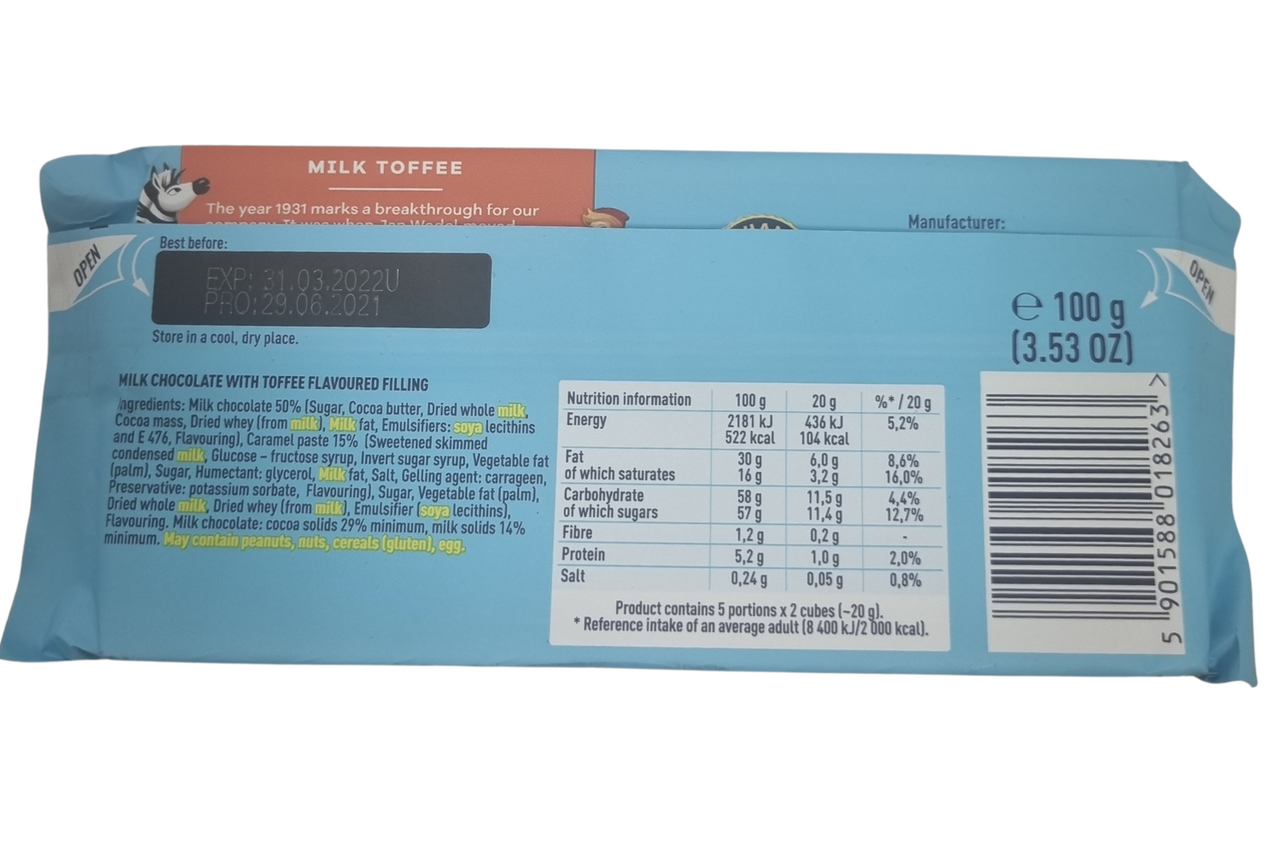 MILK TOFFEE
The year 1931 marks a breakthrough for our
company. It was when Jan Wedel moved
Manufacturer:
OPEN
Best before:
EXP: 31.03.2022U
PRO:29.06.2021
Store in a cool, dry place.
OPEN
e 100 g
(3.53 OZ)
MILK CHOCOLATE WITH TOFFEE FLAVOURED FILLING
Ingredients: Milk chocolate 50% (Sugar, Cocoa butter, Dried whole milk,
Cocoa mass, Dried whey (from milk), Milk fat, Emulsifiers: soya lecithins
and E 476, Flavouring), Caramel paste 15% (Sweetened skimmed
condensed milk, Glucose – fructose syrup, Invert sugar syrup, Vegetable fat
(palm), Sugar, Humectant: glycerol, Milk fat, Salt, Gelling agent: carrageen,
Preservative: potassium sorbate, Flavouring), Sugar, Vegetable fat (palm),
Dried whole milk, Dried whey (from milk), Emulsifier (soya lecithins),
Flavouring. Milk chocolate: cocoa solids 29% minimum, milk solids 14%
minimum. May contain peanuts, nuts, cereals (gluten), egg.
Nutrition information 100 g 20 g %* / 20 g
Energy 2181 kJ 436 kJ 5,2%
522 kcal 104 kcal
Fat 30 g 6,0 g 8,6%
of which saturates 16 g 3,2 g 16,0%
Carbohydrate 58 g 11,5 g 4,4%
of which sugars 57 g 11,4 g 12,7%
Fibre 1,2 g 0,2 g -
Protein 5,2 g 1,0 g 2,0%
Salt 0,24 g 0,05 g 0,8%
Product contains 5 portions x 2 cubes (~20 g).
* Reference intake of an average adult (8 400 kJ/2 000 kcal).
5 901588 018263 >